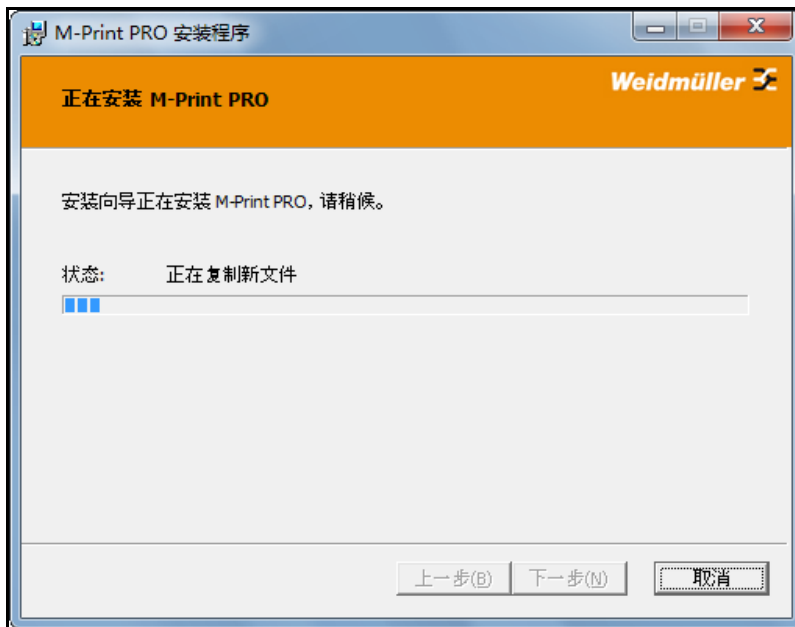 M-Print PRO 安装程序
Weidmüller
正在安装 M-Print PRO
安装向导正在安装 M-Print PRO, 请稍候。
状态: 正在复制新文件
上一步(B) 下一步(N) 取消